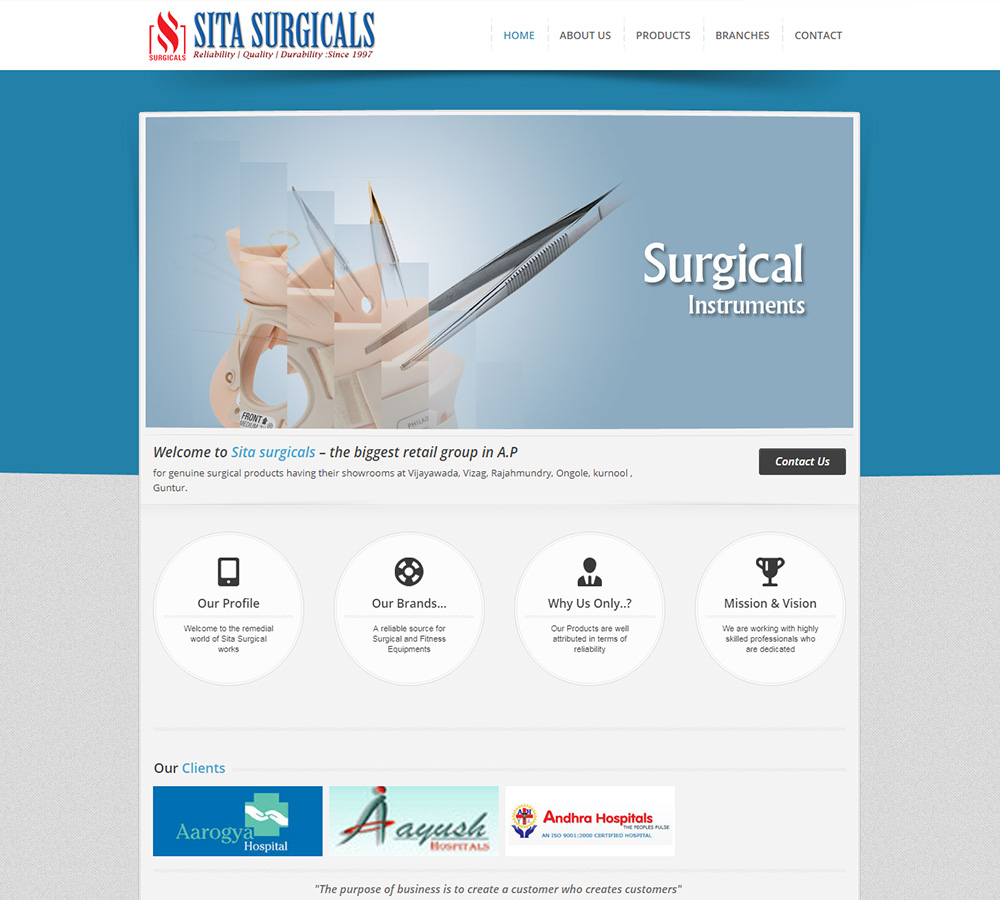 SITA SURGICALS
SURGICALS
Reliability | Quality | Durability :Since 1997
HOME
ABOUT US
PRODUCTS
BRANCHES
CONTACT
Surgical
Instruments
FRONT
MEDIUM
PHILAD
Welcome to Sita surgicals – the biggest retail group in A.P
for genuine surgical products having their showrooms at Vijayawada, Vizag, Rajahmundry, Ongole, kurnool ,
Guntur.
Contact Us
Our Profile
Welcome to the remedial
world of Sita Surgical
works
Our Brands...
A reliable source for
Surgical and Fitness
Equipments
Why Us Only..?
Our Products are well
attributed in terms of
reliability
Mission & Vision
We are working with highly
skilled professionals who
are dedicated
Our Clients
Aarogya
Hospital
Aayush
HOSPITALS
Andhra Hospitals
THE PEOPLES PULSE
AN ISO 9001:2000 CERTIFIED HOSPITAL
"The purpose of business is to create a customer who creates customers"